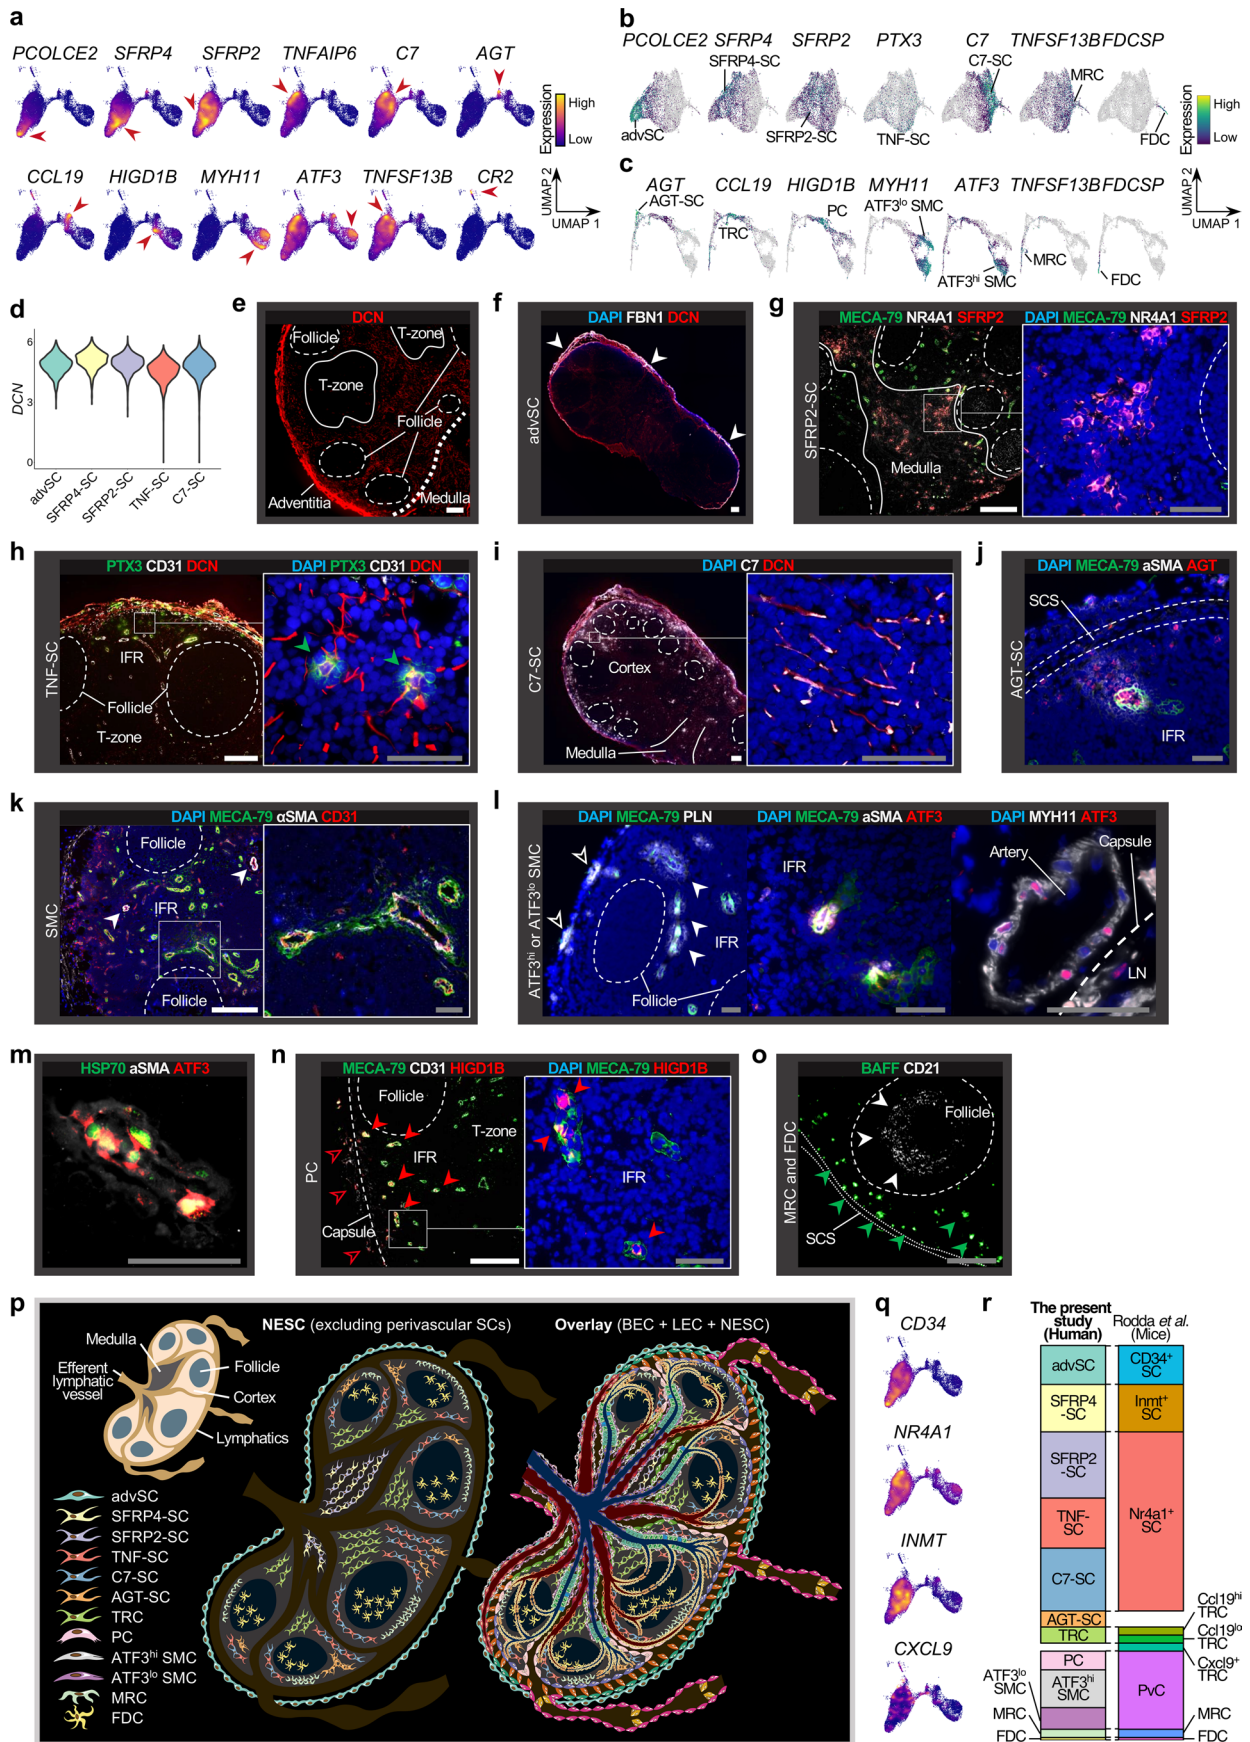 a
PCOLCE2 SFRP4 SFRP2 TNFAIP6 C7 AGT
CCL19 HIGD1B MYH11 ATF3 TNFSF13B CR2
Expression
High
Low
UMAP 2
UMAP 1
b
PCOLCE2 SFRP4 SFRP2 PTX3 C7 TNFSF13B FDCSP
SFRP4-SC
C7-SC
MRC
advSC
SFRP2-SC
TNF-SC
FDC
Expression
High
Low
c
AGT CCL19 HIGD1B MYH11 ATF3 TNFSF13B FDCSP
AGT-SC
TRC
PC
ATF3lo SMC
ATF3hi SMC
MRC
FDC
UMAP 2
UMAP 1
d
DCN
6
3
0
advSC
SFRP4-SC
SFRP2-SC
TNF-SC
C7-SC
e
DCN
Follicle
T-zone
T-zone
Follicle
Adventitia
Medulla
f
DAPI FBN1 DCN
advSC
g
MECA-79 NR4A1 SFRP2
DAPI MECA-79 NR4A1 SFRP2
SFRP2-SC
Medulla
h
PTX3 CD31 DCN
DAPI PTX3 CD31 DCN
TNF-SC
IFR
Follicle
T-zone
i
DAPI C7 DCN
C7-SC
Cortex
Medulla
j
DAPI MECA-79 aSMA AGT
AGT-SC
SCS
IFR
k
DAPI MECA-79 αSMA CD31
SMC
Follicle
IFR
Follicle
l
DAPI MECA-79 PLN
DAPI MECA-79 aSMA ATF3
DAPI MYH11 ATF3
ATF3hi or ATF3lo SMC
IFR
Follicle
IFR
Artery
Capsule
LN
m
HSP70 aSMA ATF3
n
MECA-79 CD31 HIGD1B
DAPI MECA-79 HIGD1B
PC
Follicle
T-zone
IFR
Capsule
IFR
o
BAFF CD21
MRC and FDC
Follicle
SCS
p
NESC (excluding perivascular SCs)
Overlay (BEC + LEC + NESC)
Medulla
Efferent
lymphatic
vessel
Follicle
Cortex
Lymphatics
advSC
SFRP4-SC
SFRP2-SC
TNF-SC
C7-SC
AGT-SC
TRC
PC
ATF3hi SMC
ATF3lo SMC
MRC
FDC
q
CD34
NR4A1
INMT
CXCL9
r
The present
study
(Human)
Rodda et al.
(Mice)
advSC
SFRP4
-SC
SFRP2
-SC
TNF-
SC
C7-SC
AGT-SC
TRC
PC
ATF3hi
SMC
ATF3lo
SMC
MRC
FDC
CD34+
SC
Inmt+
SC
Nr4a1+
SC
Ccl19hi
TRC
Ccl19lo
TRC
Cxcl9+
TRC
PvC
MRC
FDC